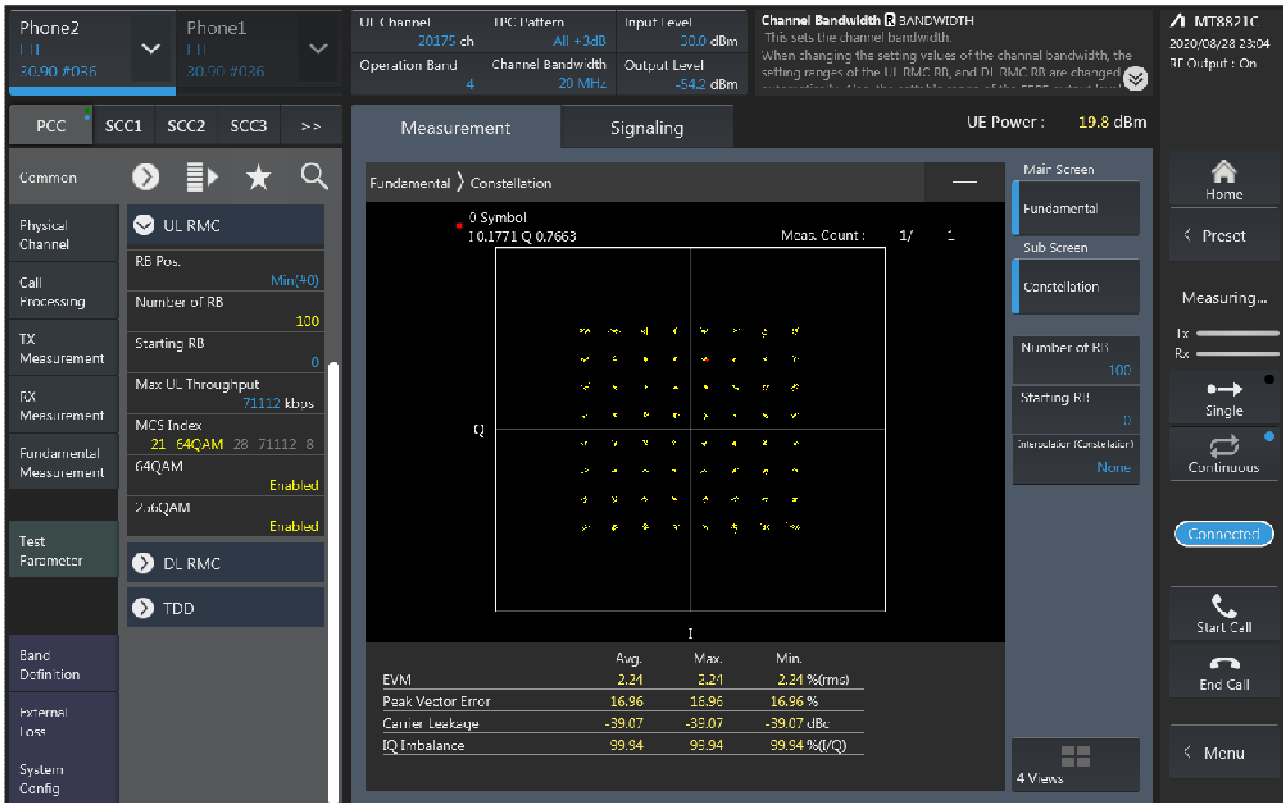 Phone2
LTE
30.90 #036
Phone1
LTE
30.90 #036
UL Channel
20175 ch
TPC Pattern
All +3dB
Input Level
30.0 dBm
Operation Band
4
Channel Bandwidth
20 MHz
Output Level
-54.2 dBm
Channel Bandwidth R BANDWIDTH
This sets the channel bandwidth.
When changing the setting values of the channel bandwidth, the
setting ranges of the UL RMC RB, and DL RMC RB are changed
MT8821C
2020/08/28 23:04
RF Output : On
PCC SCC1 SCC2 SCC3 >>
Measurement
Signaling
UE Power : 19.8 dBm
Common
Physical
Channel
Call
Processing
TX
Measurement
RX
Measurement
Fundamental
Measurement
Test
Parameter
Band
Definition
External
Loss
System
Config
UL RMC
RB Pos.
Min(#0)
Number of RB
100
Starting RB
0
Max UL Throughput
71112 kbps
MCS Index
21 64QAM 28 71112 8
64QAM
Enabled
256QAM
Enabled
DL RMC
TDD
Fundamental 〉 Constellation
0 Symbol
I 0.1771 Q 0.7663
Meas. Count : 1/ 1
Q
I
Avg. Max. Min.
EVM 2.24 2.24 2.24 %(rms)
Peak Vector Error 16.96 16.96 16.96 %
Carrier Leakage -39.07 -39.07 -39.07 dBc
IQ Imbalance 99.94 99.94 99.94 %(I/Q)
Main Screen
Fundamental
Sub Screen
Constellation
Number of RB
100
Starting RB
0
Interpolation (Constellation)
None
4 Views
Home
< Preset
Measuring...
Tx
Rx
Single
Continuous
Connected
Start Call
End Call
< Menu